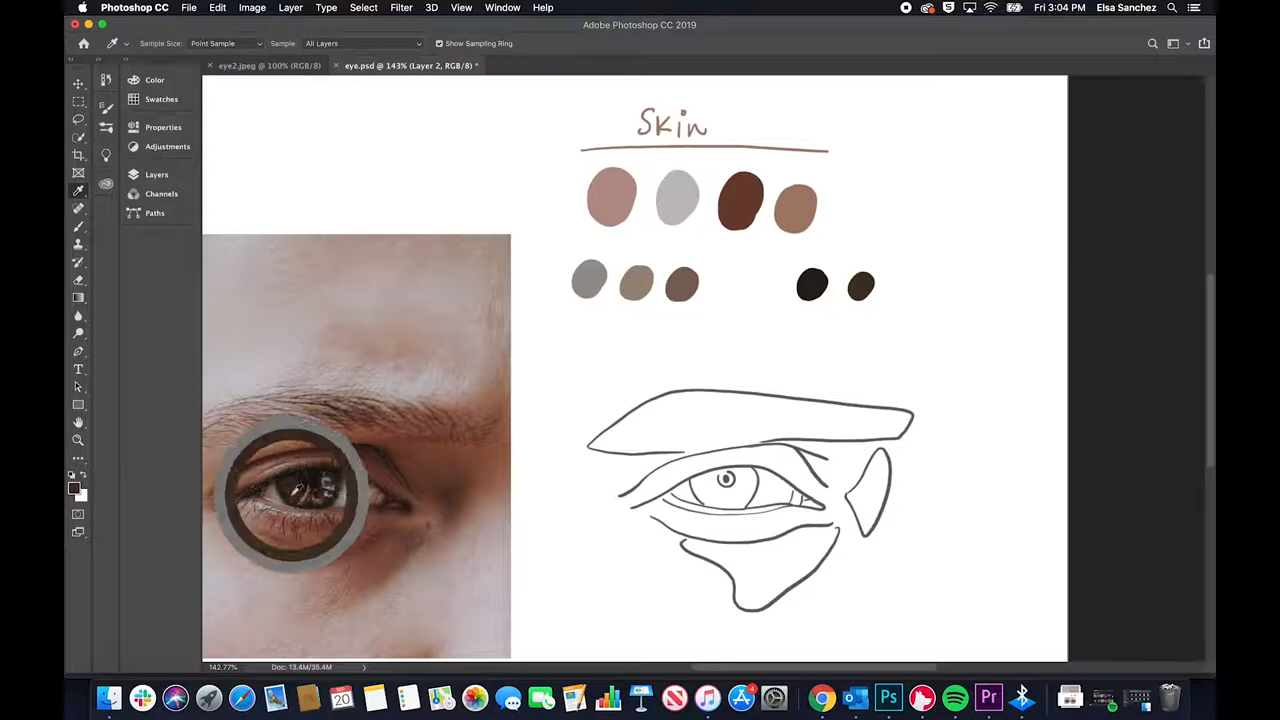 Photoshop CC File Edit Image Layer Type Select Filter 3D View Window Help Fri 3:04 PM Elsa Sanchez
Adobe Photoshop CC 2019
Sample Size: Point Sample Sample: All Layers Show Sampling Ring
eye2.jpeg @ 100% (RGB/8) eye.psd @ 143% (Layer 2, RGB/8) *
Color
Swatches
Properties
Adjustments
Layers
Channels
Paths
Skin
142.77% Doc: 13.4M/35.4M